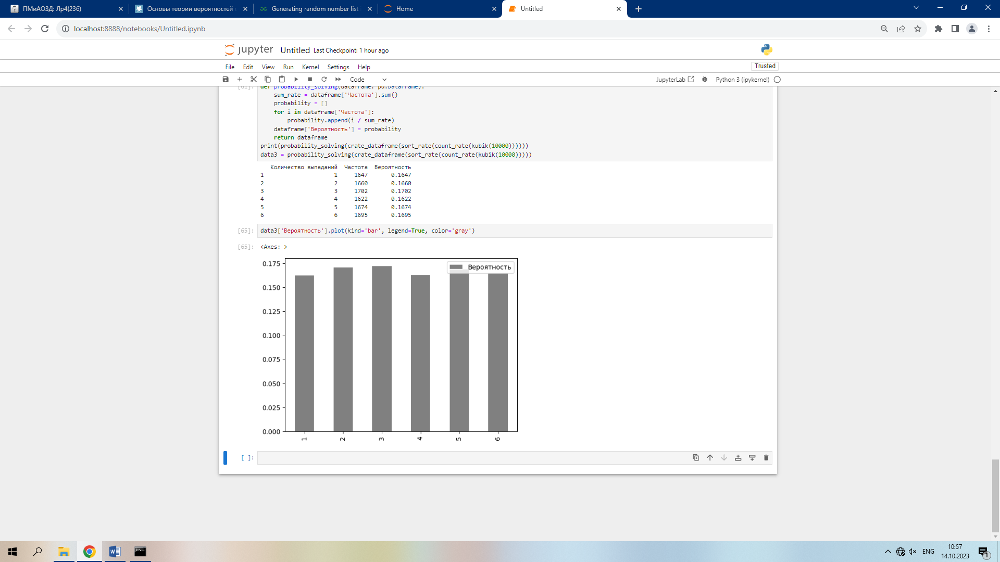 ПМиАОЗД: Лр4(23б)
Основы теории вероятностей
Generating random number list
Home
Untitled
localhost:8888/notebooks/Untitled.ipynb
jupyter Untitled Last Checkpoint: 1 hour ago
File Edit View Run Kernel Settings Help
Trusted
Code
JupyterLab
Python 3 (ipykernel)
[61]: def probability_solving(dataframe: pd.DataFrame):
sum_rate = dataframe['Частота'].sum()
probability = []
for i in dataframe['Частота']:
probability.append(i / sum_rate)
dataframe['Вероятность'] = probability
return dataframe
print(probability_solving(crate_dataframe(sort_rate(count_rate(kubik(10000))))))
data3 = probability_solving(crate_dataframe(sort_rate(count_rate(kubik(10000)))))
Количество выпаданий Частота Вероятность
1 1 1647 0.1647
2 2 1660 0.1660
3 3 1702 0.1702
4 4 1622 0.1622
5 5 1674 0.1674
6 6 1695 0.1695
[65]: data3['Вероятность'].plot(kind='bar', legend=True, color='gray')
[65]: <Axes: >
Вероятность
0.175
0.150
0.125
0.100
0.075
0.050
0.025
0.000
1 2 3 4 5 6
[ ]:
ENG
10:57
14.10.2023
1